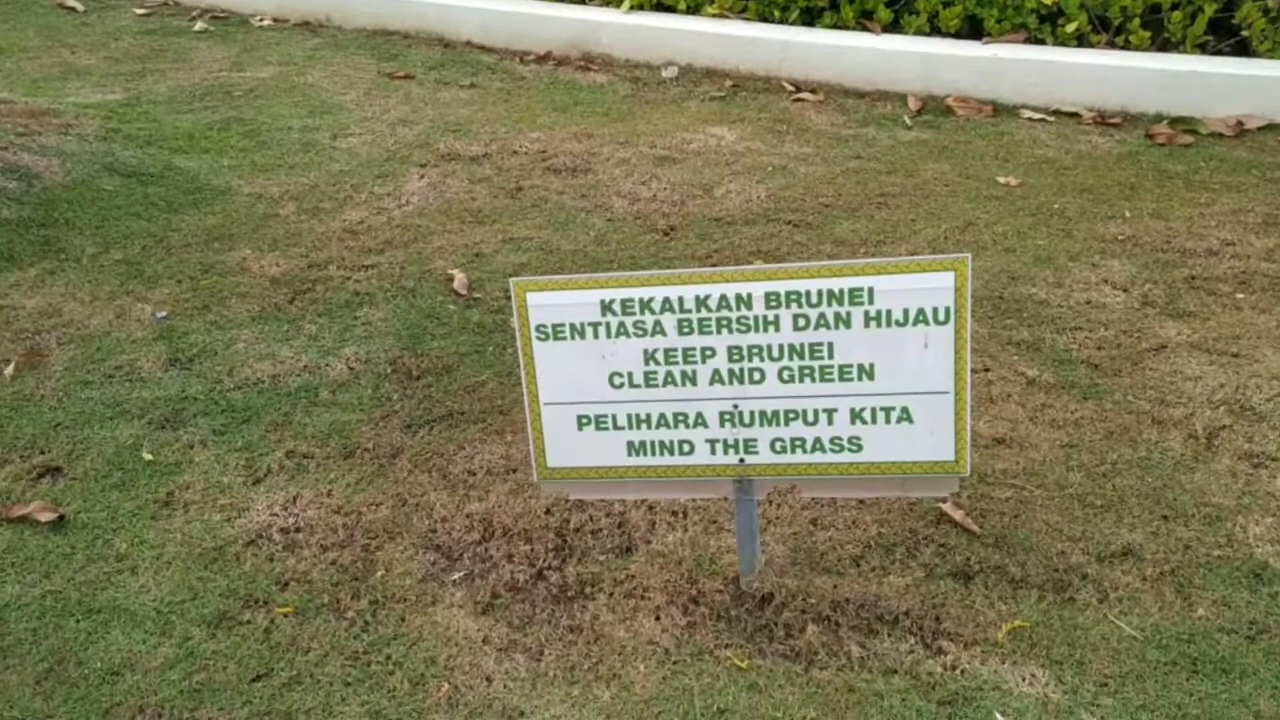 KEKALKAN BRUNEI
SENTIASA BERSIH DAN HIJAU
KEEP BRUNEI
CLEAN AND GREEN
PELIHARA RUMPUT KITA
MIND THE GRASS